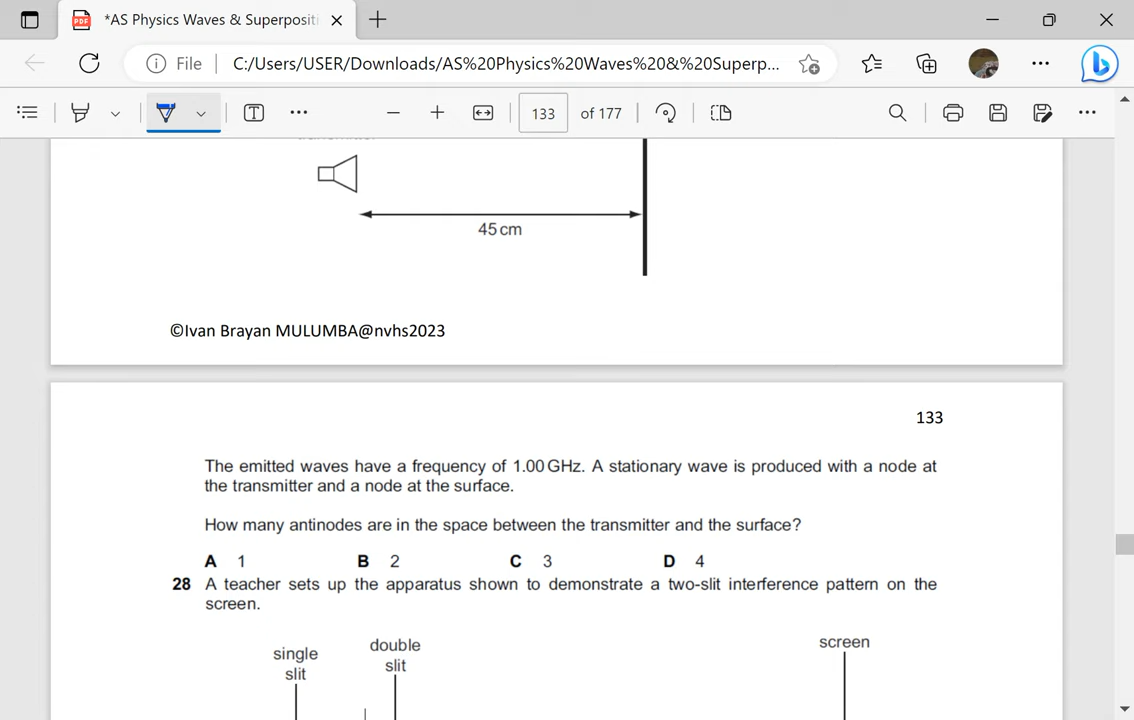 *AS Physics Waves & Superpositi
File
C:/Users/USER/Downloads/AS%20Physics%20Waves%20&%20Superp...
133 of 177
45 cm
©Ivan Brayan MULUMBA@nvhs2023
133
The emitted waves have a frequency of 1.00 GHz. A stationary wave is produced with a node at
the transmitter and a node at the surface.
How many antinodes are in the space between the transmitter and the surface?
A 1 B 2 C 3 D 4
28 A teacher sets up the apparatus shown to demonstrate a two-slit interference pattern on the
screen.
single
slit
double
slit
screen